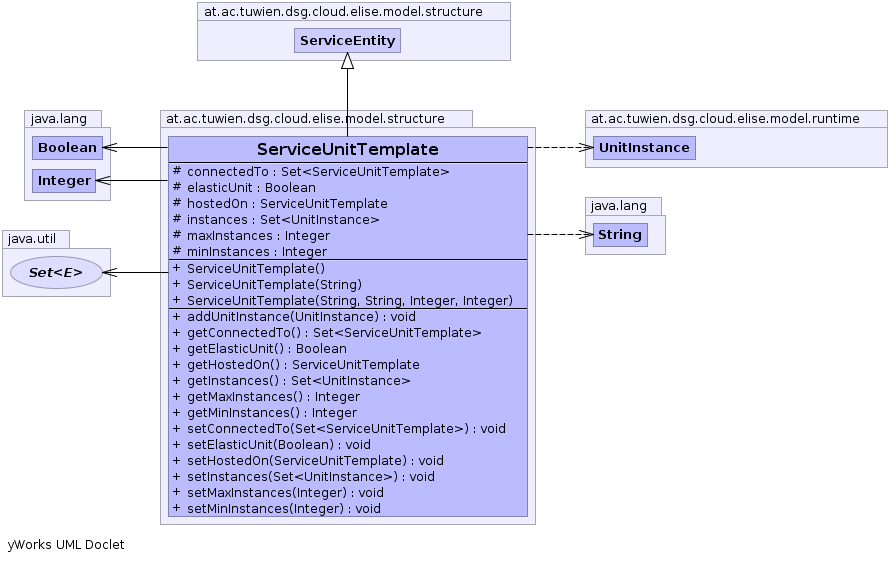 at.ac.tuwien.dsg.cloud.elise.model.structure
ServiceEntity
java.lang
Boolean
Integer
java.util
Set<E>
at.ac.tuwien.dsg.cloud.elise.model.structure
ServiceUnitTemplate
# connectedTo : Set<ServiceUnitTemplate>
# elasticUnit : Boolean
# hostedOn : ServiceUnitTemplate
# instances : Set<UnitInstance>
# maxInstances : Integer
# minInstances : Integer
+ ServiceUnitTemplate()
+ ServiceUnitTemplate(String)
+ ServiceUnitTemplate(String, String, Integer, Integer)
+ addUnitInstance(UnitInstance) : void
+ getConnectedTo() : Set<ServiceUnitTemplate>
+ getElasticUnit() : Boolean
+ getHostedOn() : ServiceUnitTemplate
+ getInstances() : Set<UnitInstance>
+ getMaxInstances() : Integer
+ getMinInstances() : Integer
+ setConnectedTo(Set<ServiceUnitTemplate>) : void
+ setElasticUnit(Boolean) : void
+ setHostedOn(ServiceUnitTemplate) : void
+ setInstances(Set<UnitInstance>) : void
+ setMaxInstances(Integer) : void
+ setMinInstances(Integer) : void
at.ac.tuwien.dsg.cloud.elise.model.runtime
UnitInstance
java.lang
String
yWorks UML Doclet